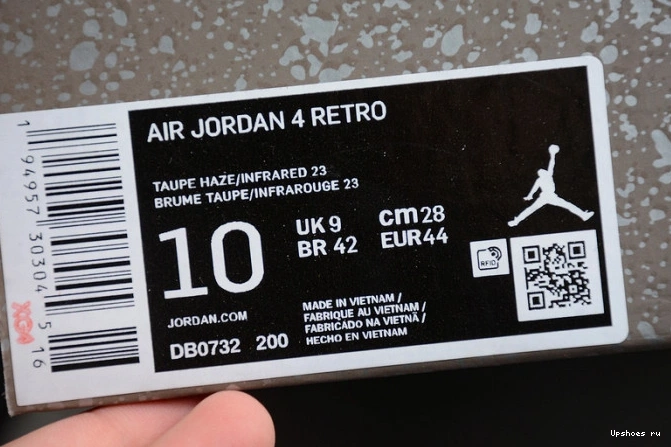 AIR JORDAN 4 RETRO
TAUPE HAZE/INFRARED 23
BRUME TAUPE/INFRAROUGE 23
10
UK 9
BR 42
cm 28
EUR 44
RFID
JORDAN.COM
DB0732 200
MADE IN VIETNAM /
FABRIQUE AU VIETNAM /
FABRICADO NA VIETNÃ /
HECHO EN VIETNAM
1 94957 30304 5 16
XG4
Upshoes ru